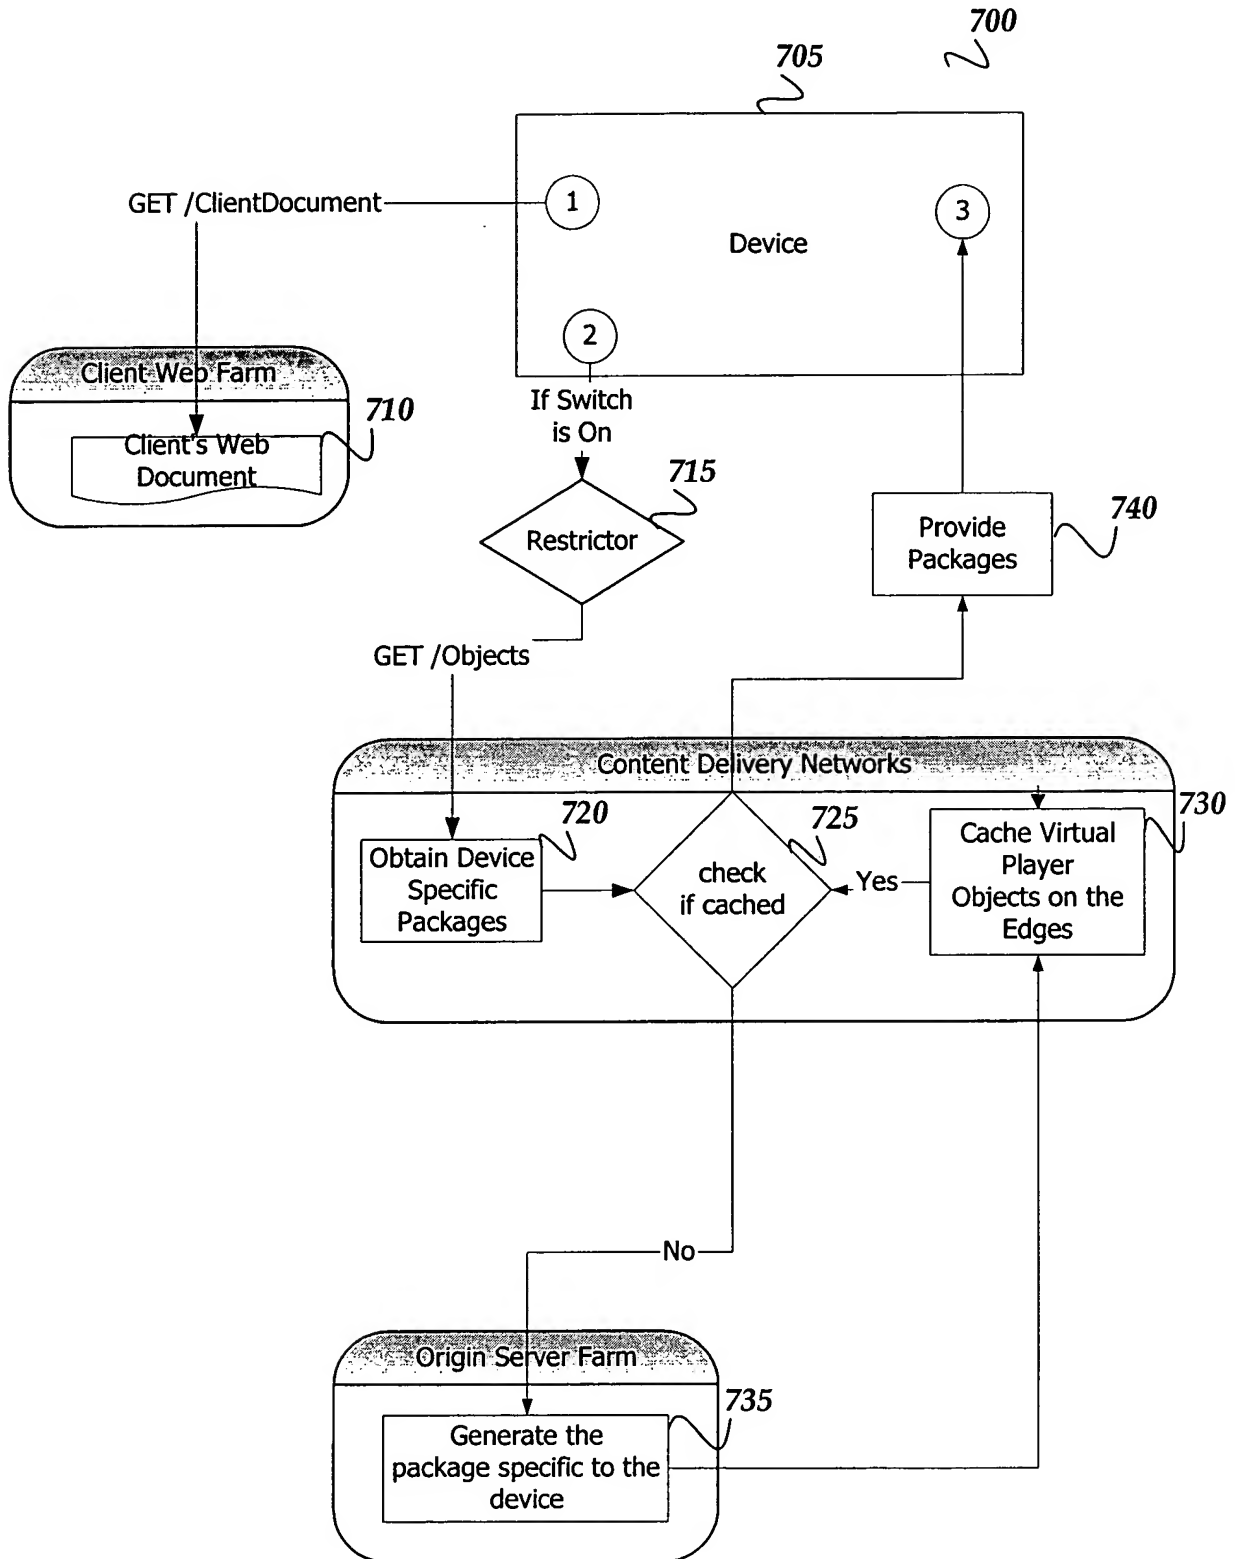 700
705
GET /ClientDocument
1
3
Device
2
Client Web Farm
If Switch
is On
710
Client's Web
Document
715
Restrictor
740
Provide
Packages
GET /Objects
Content Delivery Networks
720
725
730
Obtain Device
Specific
Packages
check
if cached
Yes
Cache Virtual
Player
Objects on the
Edges
No
Origin Server Farm
735
Generate the
package specific to the
device